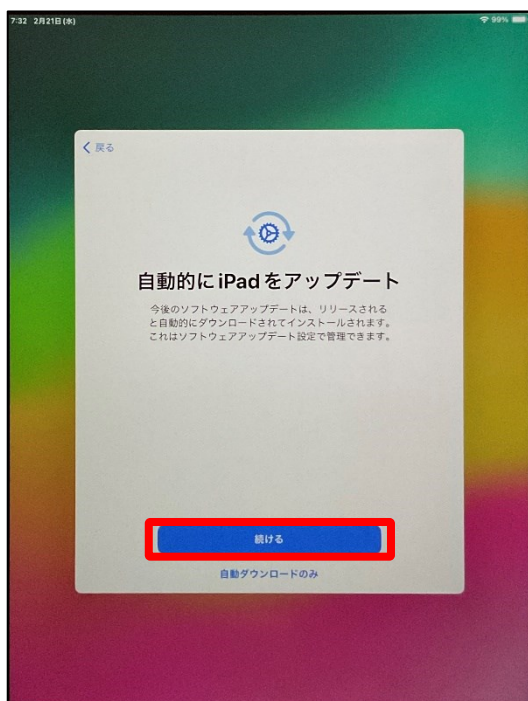 7:32 2月21日(水)
99%
戻る
自動的にiPadをアップデート
今後のソフトウェアアップデートは、リリースされる
と自動的にダウンロードされてインストールされます。
これはソフトウェアアップデート設定で管理できます。
続ける
自動ダウンロードのみ